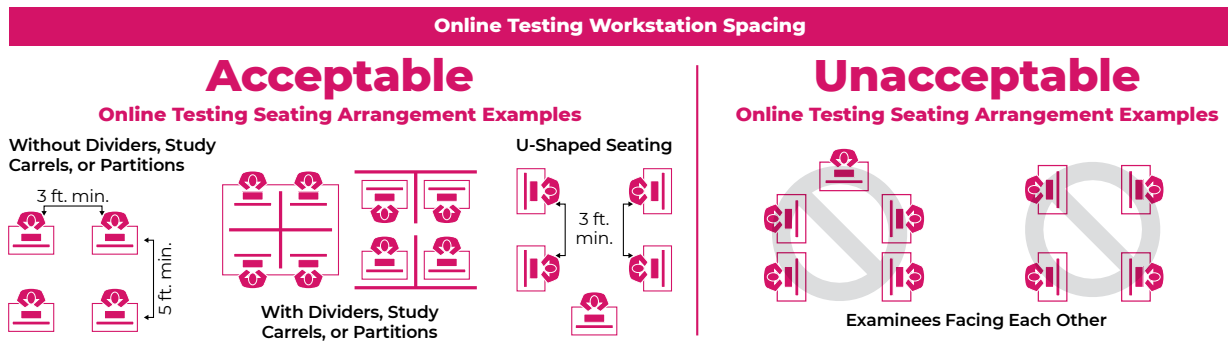 Online Testing Workstation Spacing
Acceptable
Online Testing Seating Arrangement Examples
Without Dividers, Study
Carrels, or Partitions
3 ft. min.
5 ft. min.
With Dividers, Study
Carrels, or Partitions
U-Shaped Seating
3 ft.
min.
Unacceptable
Online Testing Seating Arrangement Examples
Examinees Facing Each Other